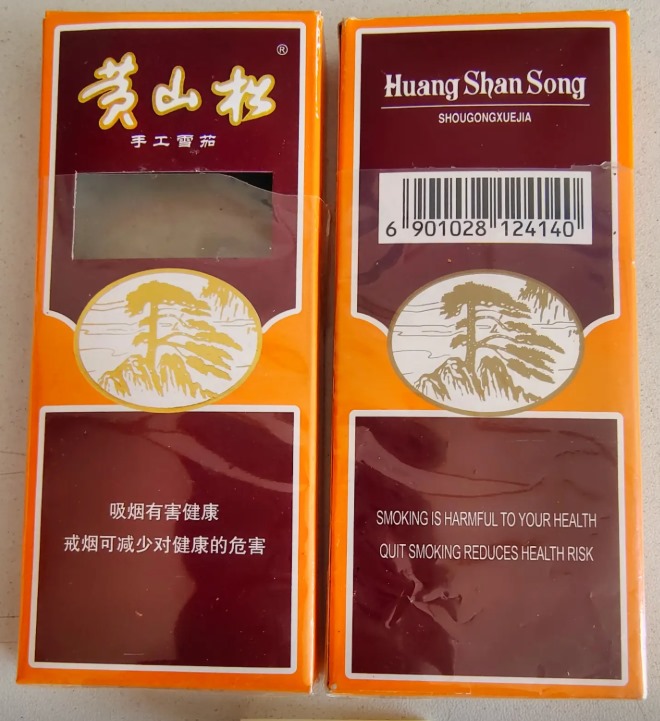 黄山松®
手工雪茄
吸烟有害健康
戒烟可减少对健康的危害
Huang Shan Song
SHOUGONGXUEJIA
6 901028 124140
SMOKING IS HARMFUL TO YOUR HEALTH
QUIT SMOKING REDUCES HEALTH RISK